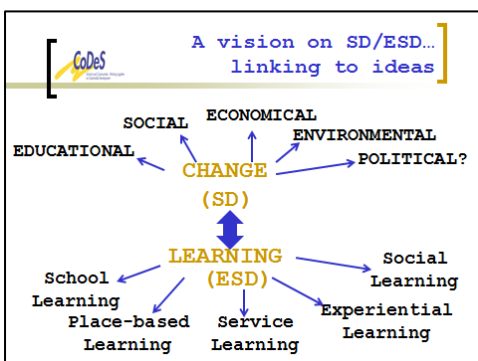 CoDeS
A vision on SD/ESD…
linking to ideas
ECONOMICAL
SOCIAL
ENVIRONMENTAL
EDUCATIONAL
POLITICAL?
CHANGE
(SD)
LEARNING
(ESD)
Social
Learning
School
Learning
Place-based
Learning
Service
Learning
Experiential
Learning